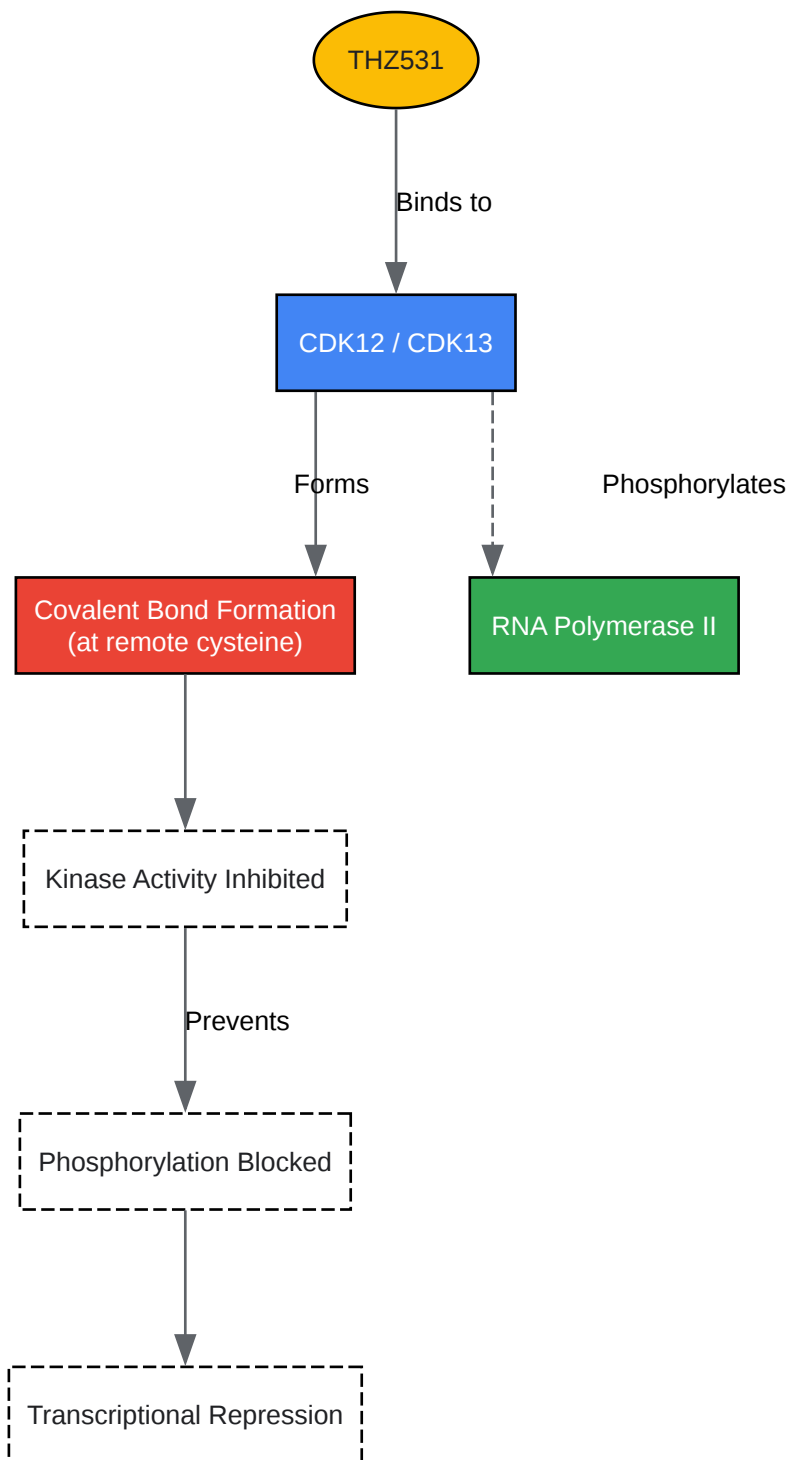 THZ531
Binds to
CDK12 / CDK13
Forms
Phosphorylates
Covalent Bond Formation
(at remote cysteine)
RNA Polymerase II
Kinase Activity Inhibited
Prevents
Phosphorylation Blocked
Transcriptional Repression